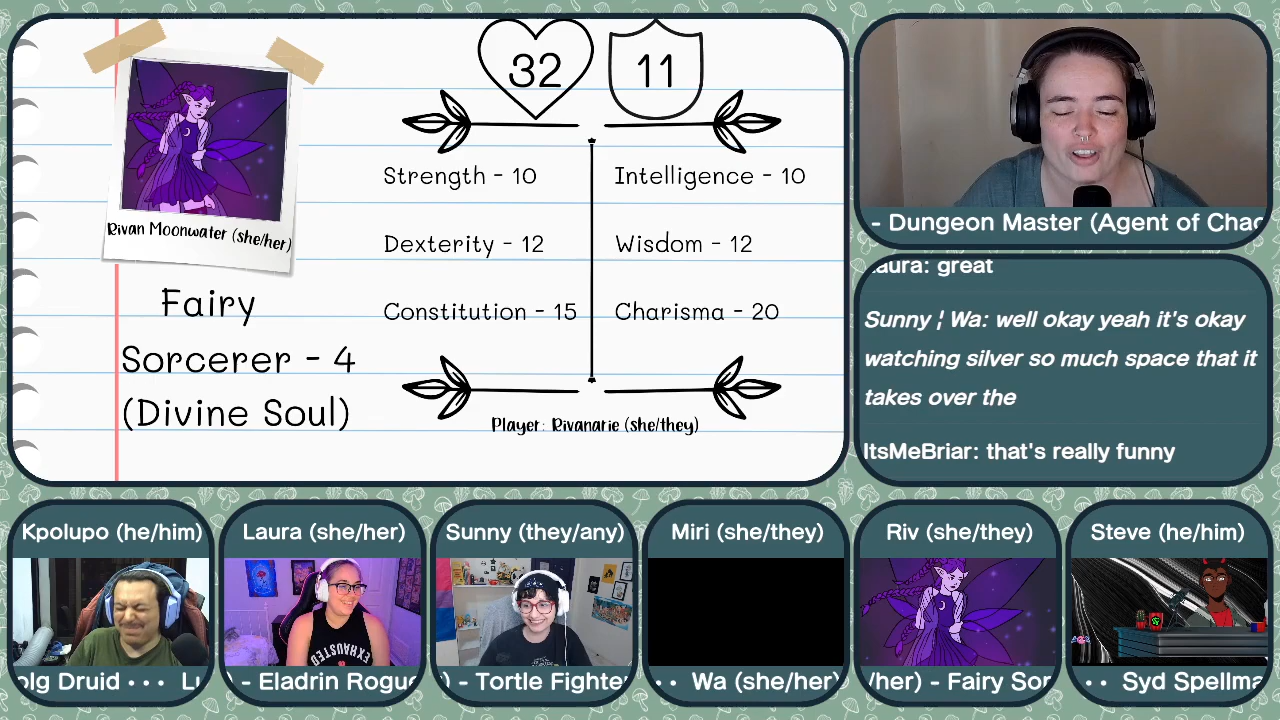 32
11
Strength - 10
Intelligence - 10
Dexterity - 12
Wisdom - 12
Constitution - 15
Charisma - 20
Rivan Moonwater (she/her)
Fairy
Sorcerer - 4
(Divine Soul)
Player: Rivanarie (she/they)
- Dungeon Master (Agent of Chao
Laura: great
Sunny ¦ Wa: well okay yeah it's okay
watching silver so much space that it
takes over the
ItsMeBriar: that's really funny
Kpolupo (he/him)
Laura (she/her)
Sunny (they/any)
Miri (she/they)
Riv (she/they)
Steve (he/him)
EXHAUSTED
olg Druid • • • Lu
) - Eladrin Rogue
) - Tortle Fighte
• • Wa (she/her)
/her) - Fairy Sor
• • Syd Spellma